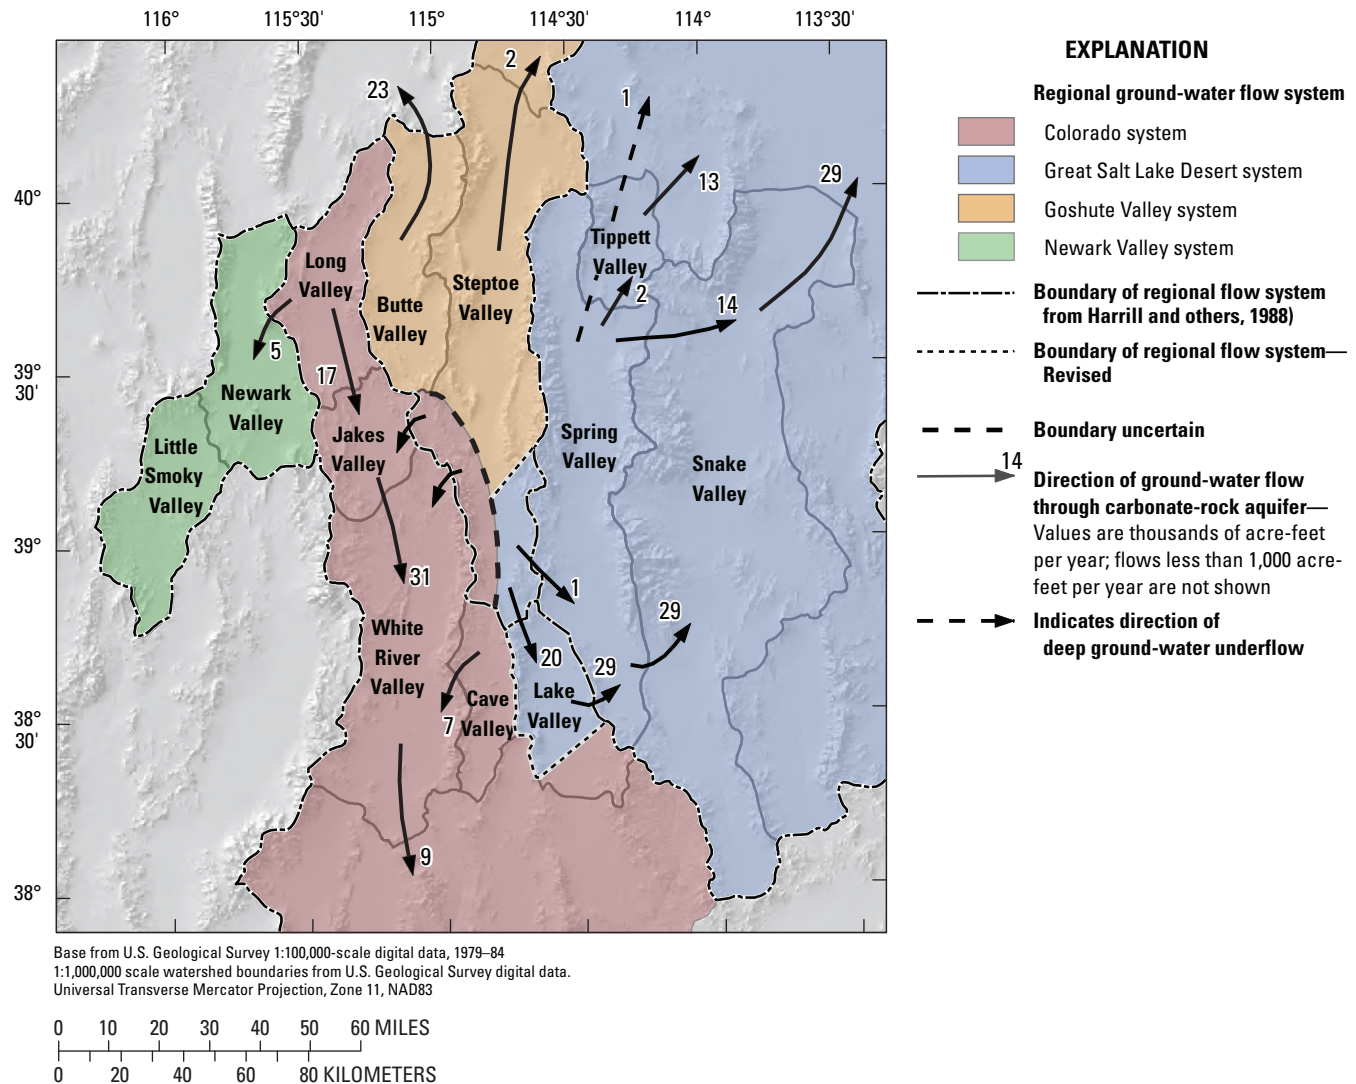 116°
115°30'
115°
114°30'
114°
113°30'
40°
39°
30'
39°
38°
30'
38°
2
23
1
13
29
Tippett
Valley
Long
Valley
Steptoe
Valley
Butte
Valley
2
14
5
17
Newark
Valley
Jakes
Valley
Little
Smoky
Valley
Spring
Valley
Snake
Valley
31
1
29
White
River
Valley
20
29
Lake
Valley
Cave
Valley
7
9
EXPLANATION
Regional ground-water flow system
Colorado system
Great Salt Lake Desert system
Goshute Valley system
Newark Valley system
Boundary of regional flow system
from Harrill and others, 1988)
Boundary of regional flow system—
Revised
Boundary uncertain
14
Direction of ground-water flow
through carbonate-rock aquifer—
Values are thousands of acre-feet
per year; flows less than 1,000 acre-
feet per year are not shown
Indicates direction of
deep ground-water underflow
Base from U.S. Geological Survey 1:100,000-scale digital data, 1979–84
1:1,000,000 scale watershed boundaries from U.S. Geological Survey digital data.
Universal Transverse Mercator Projection, Zone 11, NAD83
0 10 20 30 40 50 60 MILES
0 20 40 60 80 KILOMETERS